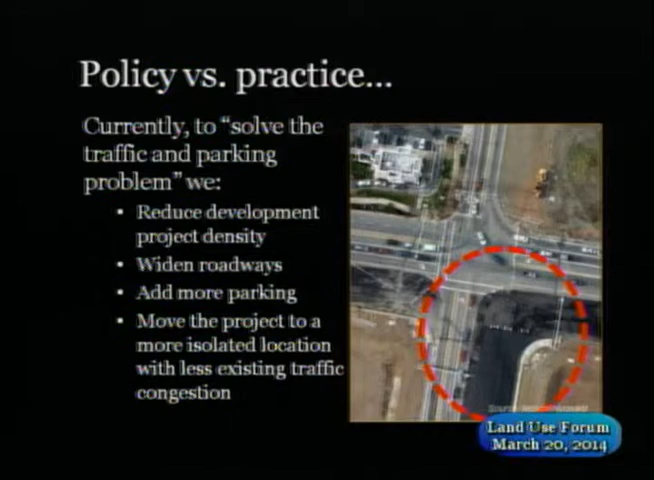 Policy vs. practice...
Currently, to “solve the
traffic and parking
problem” we:
• Reduce development
project density
• Widen roadways
• Add more parking
• Move the project to a
more isolated location
with less existing traffic
congestion
Land Use Forum
March 20, 2014